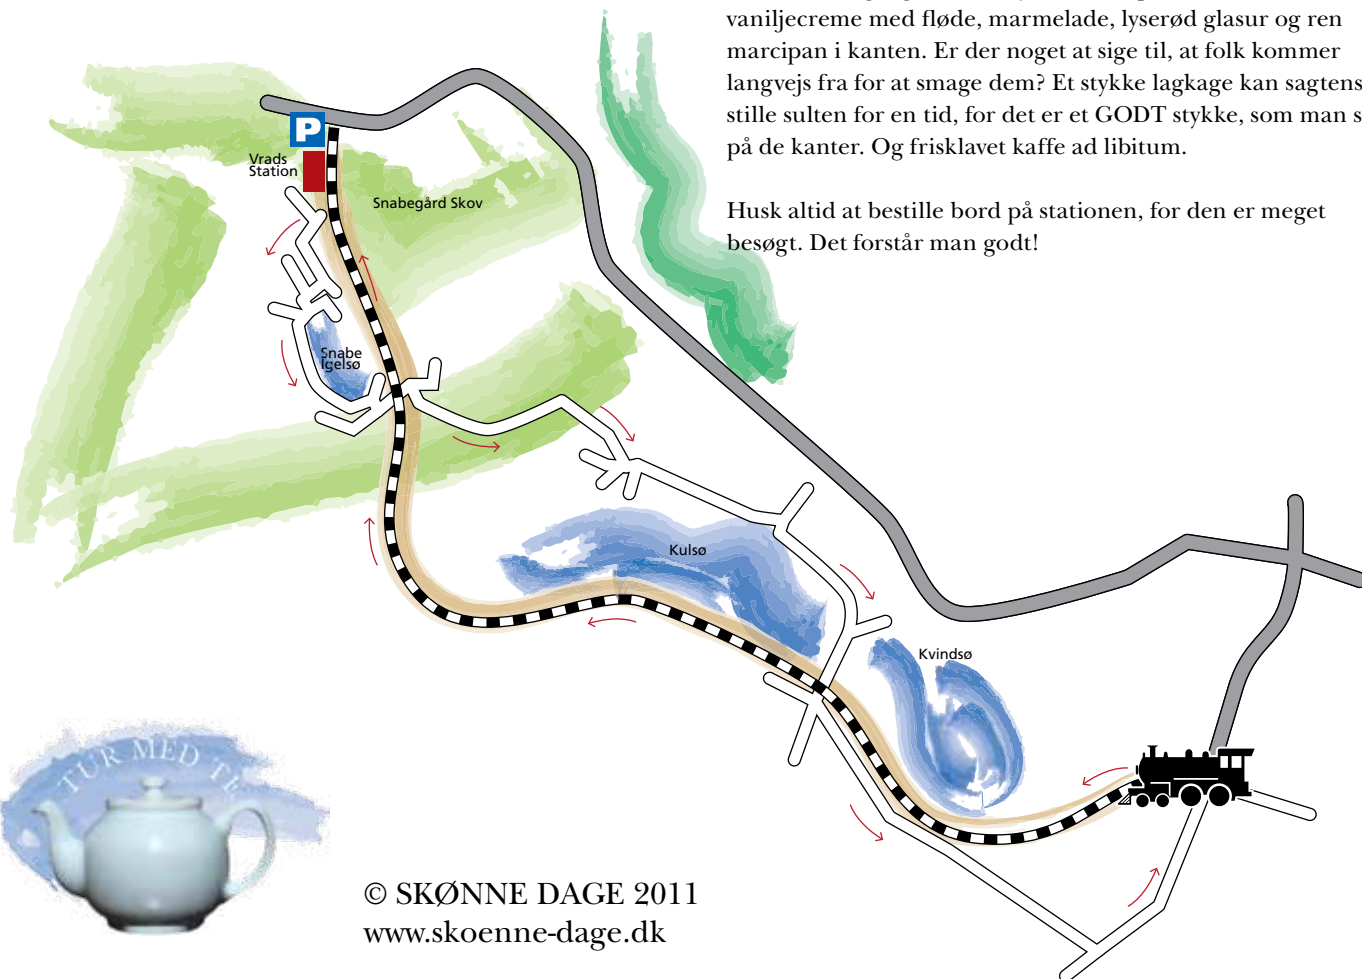 vaniljecreme med fløde, marmelade, lyserød glasur og ren
marcipan i kanten. Er der noget at sige til, at folk kommer
langvejs fra for at smage dem? Et stykke lagkage kan sagtens
stille sulten for en tid, for det er et GODT stykke, som man s
på de kanter. Og frisklavet kaffe ad libitum.
Husk altid at bestille bord på stationen, for den er meget
besøgt. Det forstår man godt!
P
Vrads
Station
Snabegård Skov
Snabe
Igelsø
Kulsø
Kvindsø
TUR MED TE
© SKØNNE DAGE 2011
www.skoenne-dage.dk